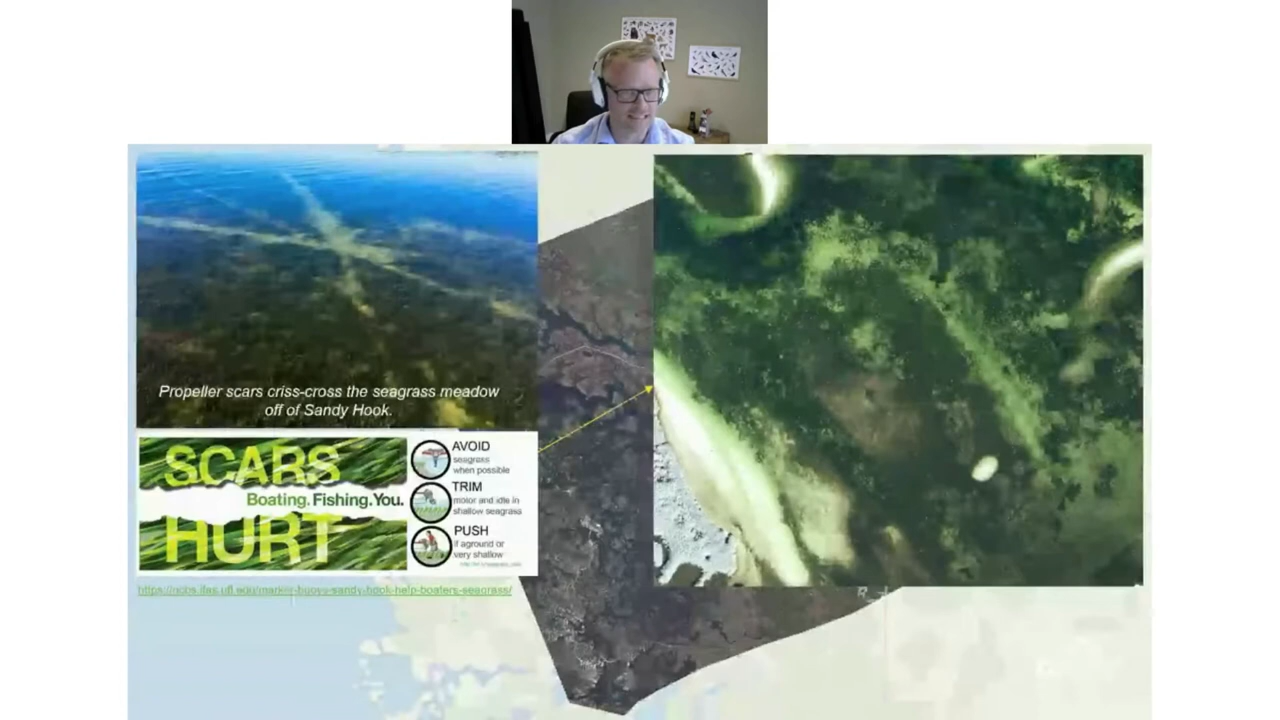 Propeller scars criss-cross the seagrass meadow
off of Sandy Hook.
SCARS
Boating. Fishing. You.
HURT
AVOID
seagrass
when possible
TRIM
motor and idle in
shallow seagrass
PUSH
if aground or
very shallow
https://ncbs.ifas.ufl.edu/marker-buoys-sandy-hook-help-boaters-seagrass/